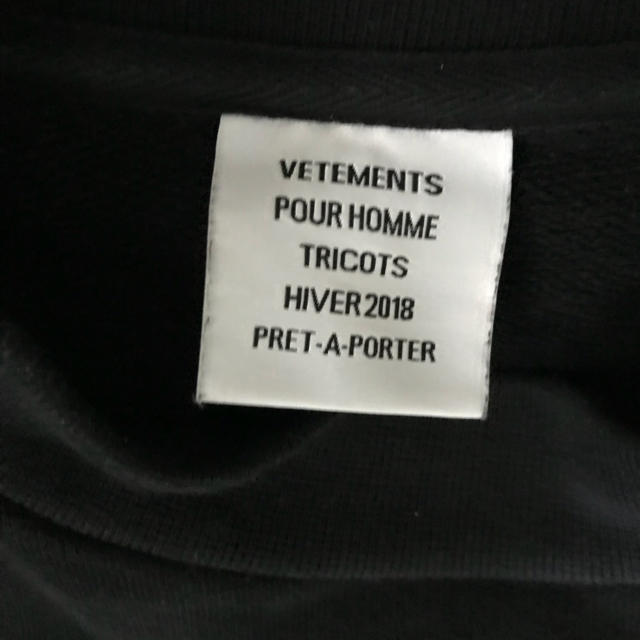 VETEMENTS
POUR HOMME
TRICOTS
HIVER 2018
PRET-A-PORTER